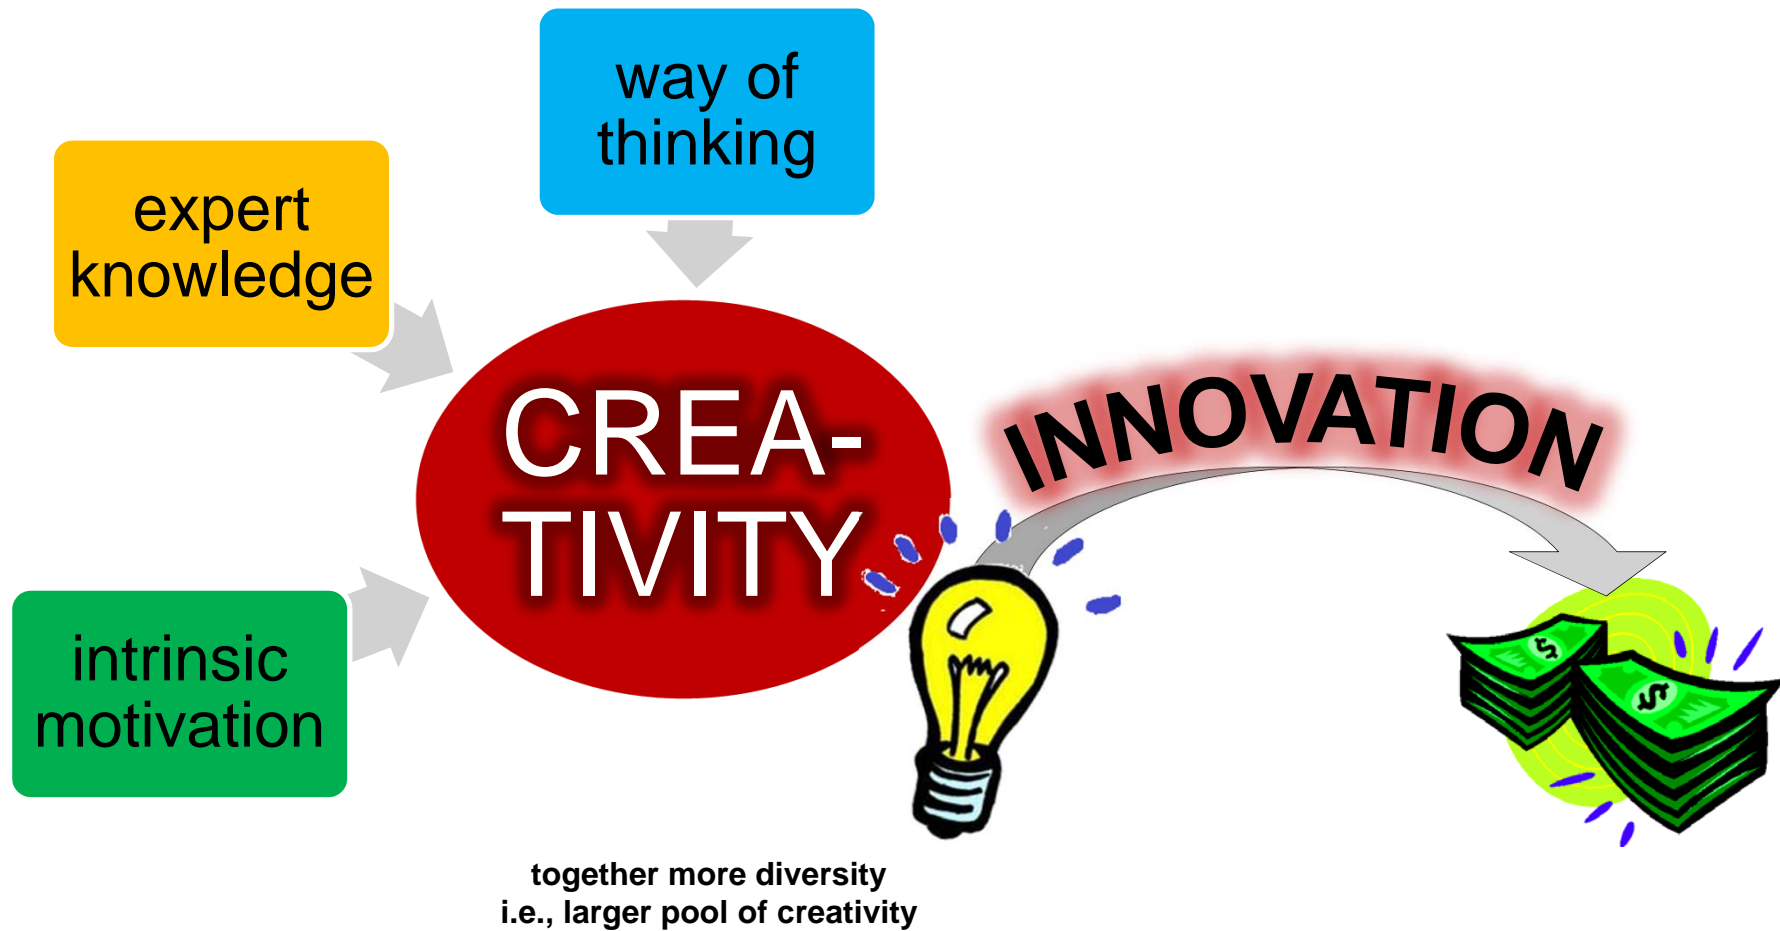 way of
thinking
expert
knowledge
CREA-
TIVITY
INNOVATION
intrinsic
motivation
$
$
together more diversity
i.e., larger pool of creativity